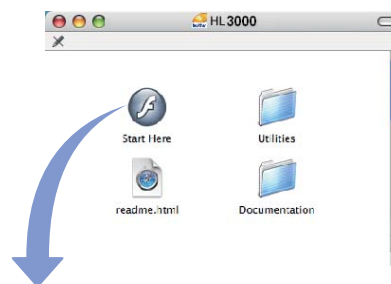 HL3000
Start Here
Utilities
readme.html
Documentation